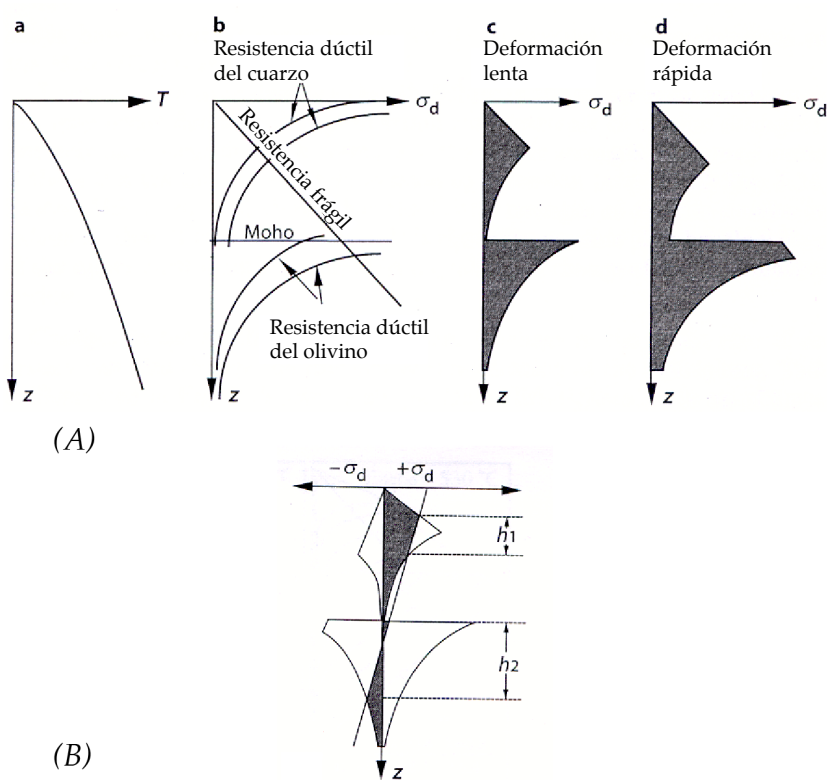 a
b
c
d
Resistencia dúctil
del cuarzo
Deformación
lenta
Deformación
rápida
T
σd
σd
σd
Resistencia frágil
Moho
Resistencia dúctil
del olivino
z
z
z
z
(A)
−σd +σd
h1
h2
(B)
z